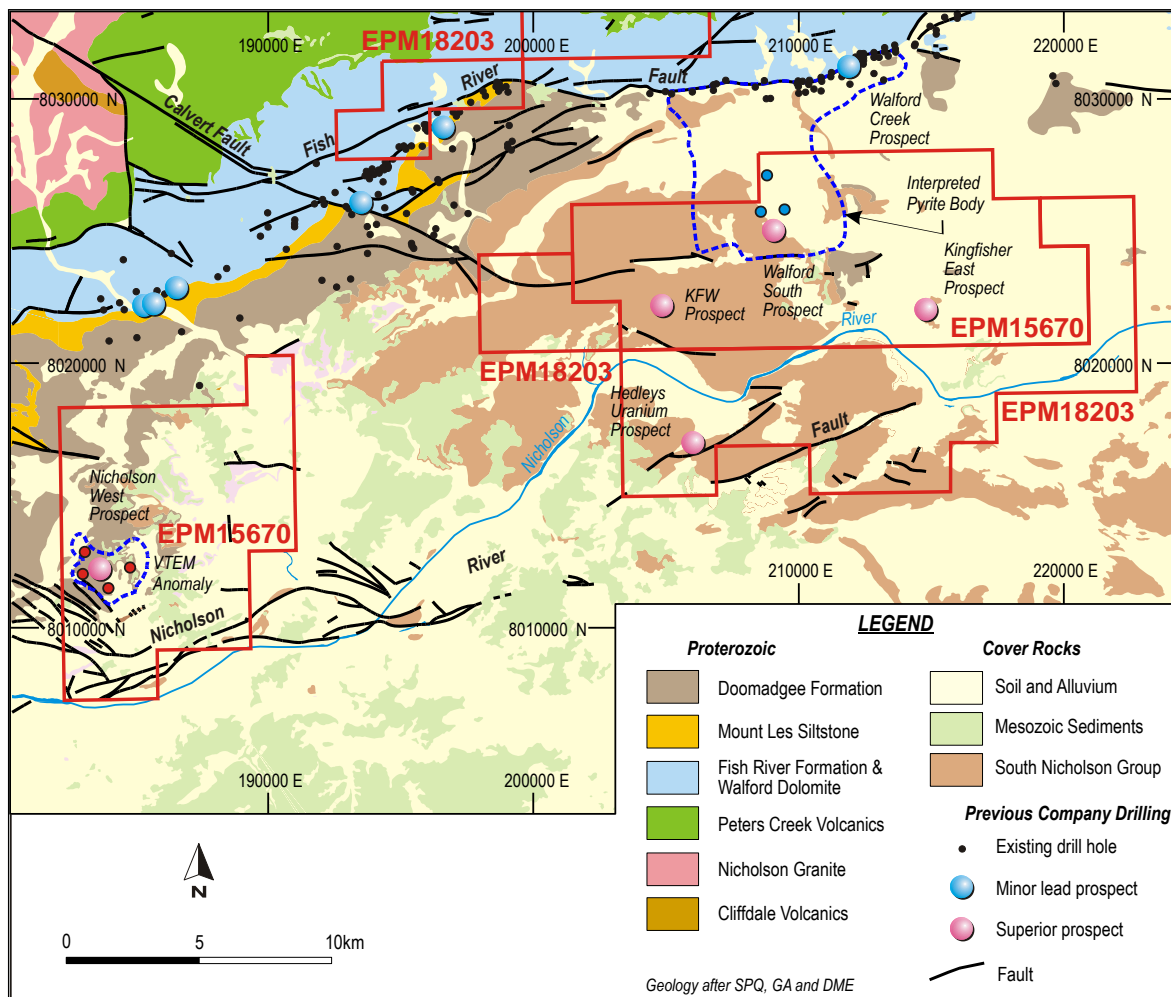 190000 E
EPM18203
200000 E
210000 E
220000 E
8030000 N
Calvert Fault
Fish
River
Fault
8030000 N
Walford
Creek
Prospect
Interpreted
Pyrite Body
Kingfisher
East
Prospect
Walford
South
Prospect
KFW
Prospect
River
EPM15670
8020000 N
EPM18203
8020000 N
Hedleys
Uranium
Prospect
EPM18203
Fault
Nicholson
Nicholson
West
Prospect
EPM15670
VTEM
Anomaly
River
Nicholson
210000 E
220000 E
8010000 N
8010000 N
190000 E
200000 E
LEGEND
Proterozoic
Doomadgee Formation
Mount Les Siltstone
Fish River Formation &
Walford Dolomite
Peters Creek Volcanics
Nicholson Granite
Cliffdale Volcanics
Cover Rocks
Soil and Alluvium
Mesozoic Sediments
South Nicholson Group
Previous Company Drilling
Existing drill hole
Minor lead prospect
Superior prospect
Fault
Geology after SPQ, GA and DME
N
0 5 10km